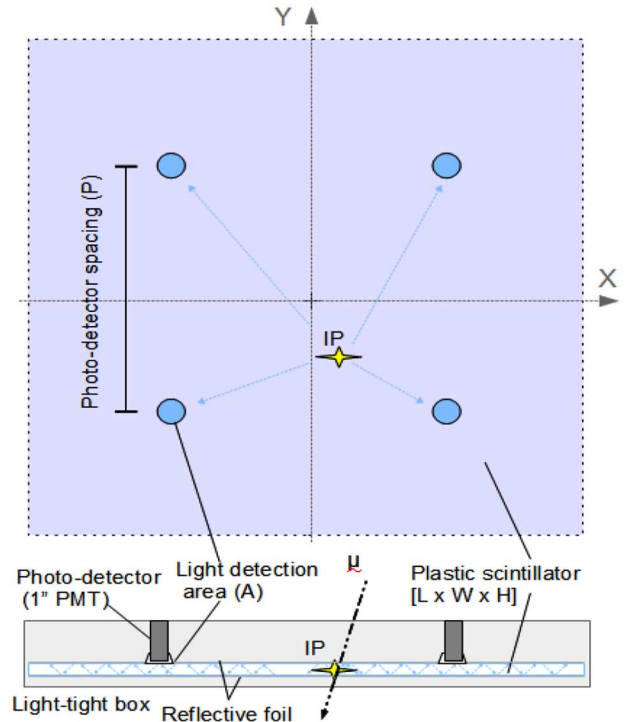 Y
X
Photo-detector spacing (P)
IP
Photo-detector
(1" PMT)
Light detection
area (A)
μ
Plastic scintillator
[L x W x H]
IP
Light-tight box
Reflective foil